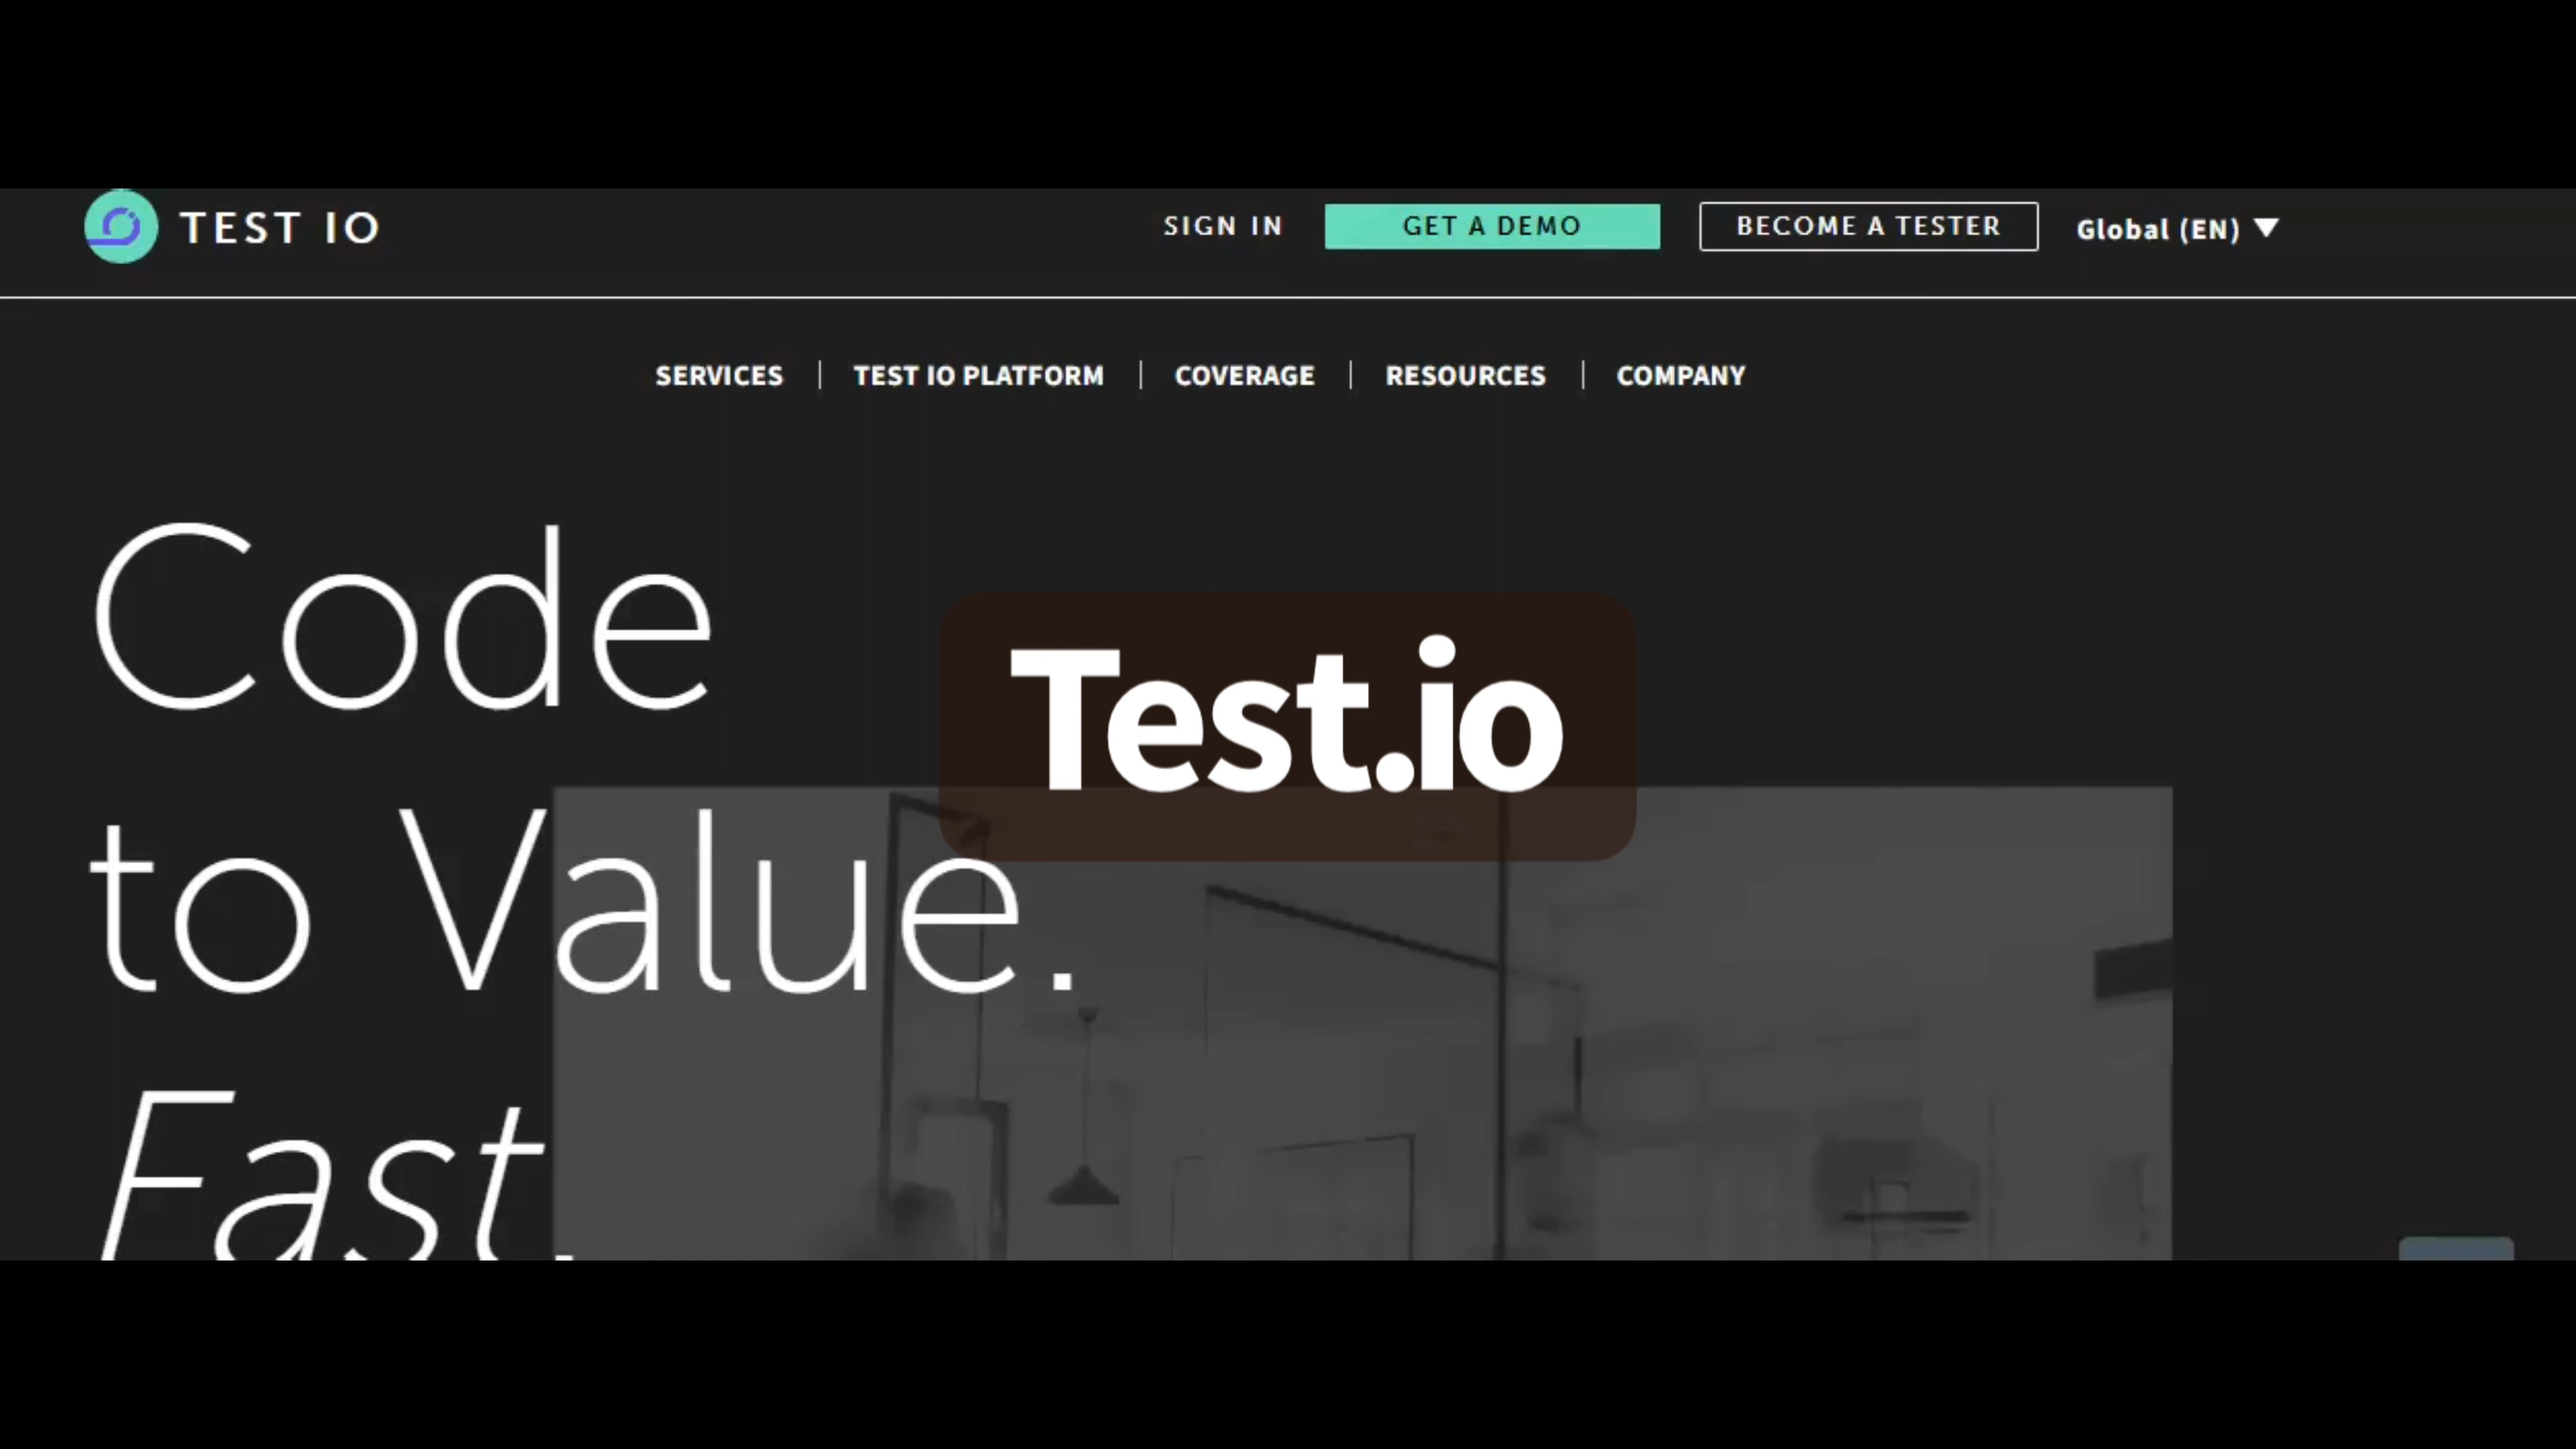 TEST IO
SIGN IN
GET A DEMO
BECOME A TESTER
Global (EN)
SERVICES
TEST IO PLATFORM
COVERAGE
RESOURCES
COMPANY
Code
to Value.
Fast.
Test.io